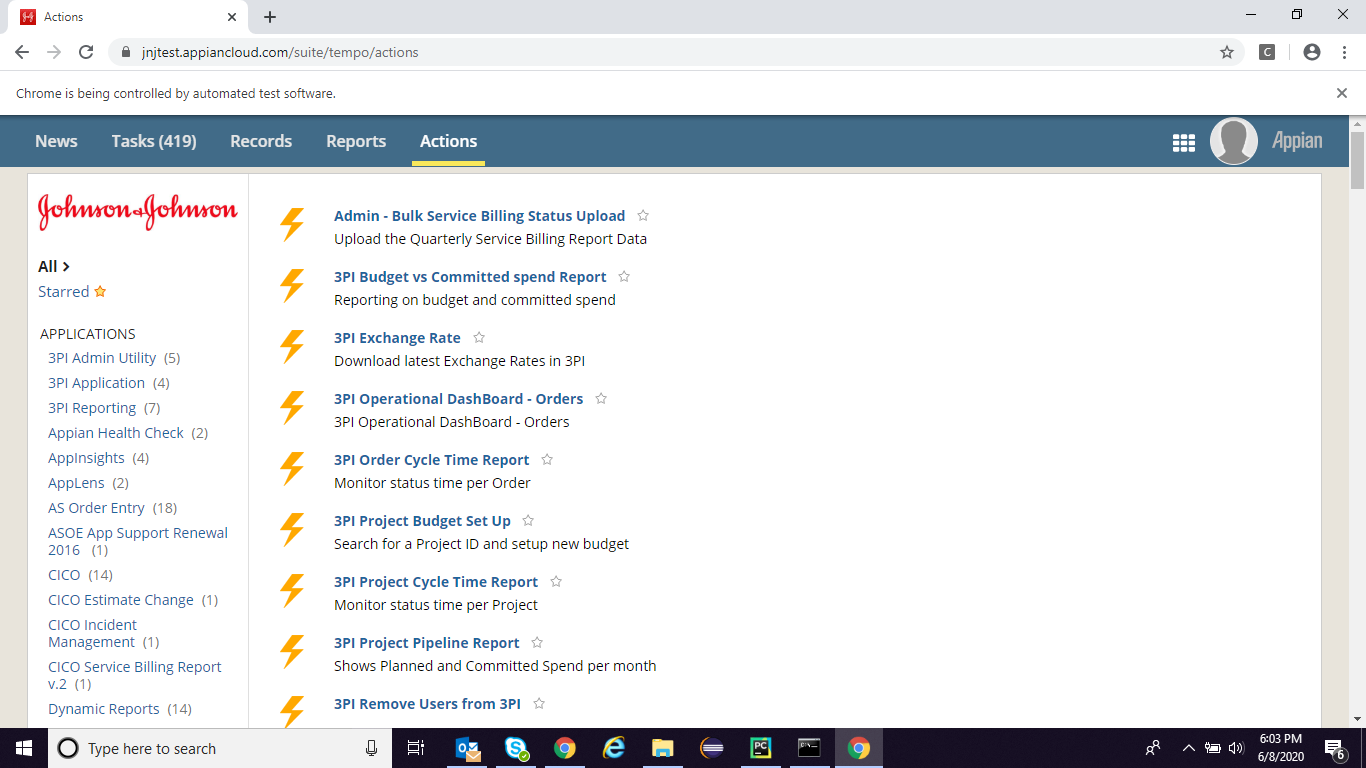 Actions
jnjtest.appiancloud.com/suite/tempo/actions
C
Chrome is being controlled by automated test software.
News Tasks (419) Records Reports Actions Appian
Johnson & Johnson
All
Starred
APPLICATIONS
3PI Admin Utility (5)
3PI Application (4)
3PI Reporting (7)
Appian Health Check (2)
AppInsights (4)
AppLens (2)
AS Order Entry (18)
ASOE App Support Renewal
2016 (1)
CICO (14)
CICO Estimate Change (1)
CICO Incident
Management (1)
CICO Service Billing Report
v.2 (1)
Dynamic Reports (14)
Admin - Bulk Service Billing Status Upload
Upload the Quarterly Service Billing Report Data
3PI Budget vs Committed spend Report
Reporting on budget and committed spend
3PI Exchange Rate
Download latest Exchange Rates in 3PI
3PI Operational DashBoard - Orders
3PI Operational DashBoard - Orders
3PI Order Cycle Time Report
Monitor status time per Order
3PI Project Budget Set Up
Search for a Project ID and setup new budget
3PI Project Cycle Time Report
Monitor status time per Project
3PI Project Pipeline Report
Shows Planned and Committed Spend per month
3PI Remove Users from 3PI
Type here to search
PC
6:03 PM
6/8/2020
6